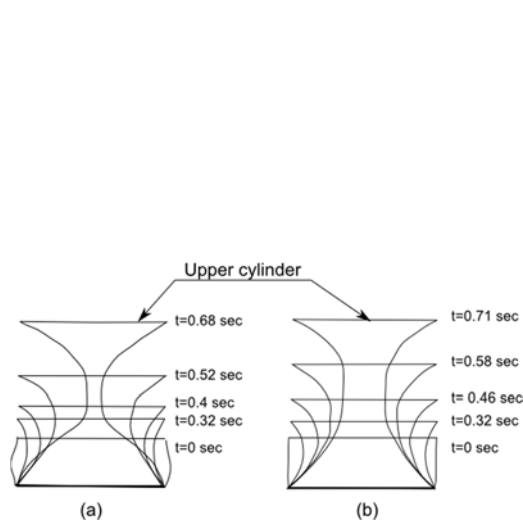 Upper cylinder
t=0.68 sec
t=0.52 sec
t=0.4 sec
t=0.32 sec
t=0 sec
(a)
t=0.71 sec
t=0.58 sec
t= 0.46 sec
t=0.32 sec
t=0 sec
(b)